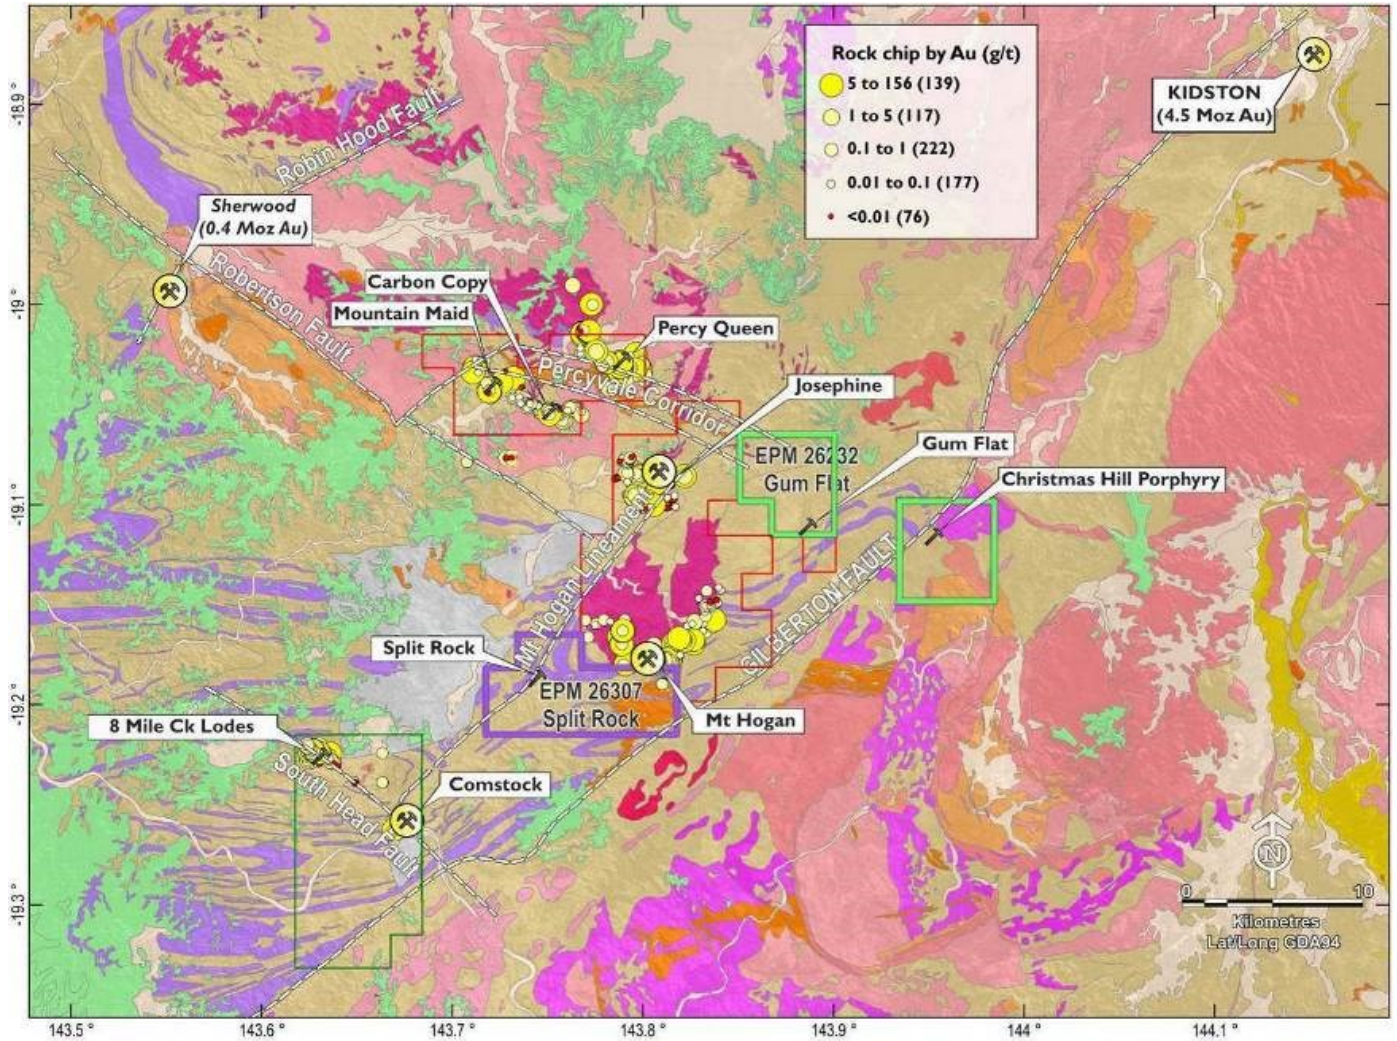 Rock chip by Au (g/t)
5 to 156 (139)
1 to 5 (117)
0.1 to 1 (222)
0.01 to 0.1 (177)
<0.01 (76)
KIDSTON
(4.5 Moz Au)
-18.9°
Robin Hood Fault
Sherwood
(0.4 Moz Au)
Robertson Fault
Carbon Copy
Mountain Maid
-19°
Percy Queen
Percyvale Corridor
Josephine
EPM 26232
Gum Flat
Gum Flat
Christmas Hill Porphyry
-19.1°
Mt Hogan Lineament
GILBERTON FAULT
Split Rock
EPM 26307
Split Rock
-19.2°
Mt Hogan
8 Mile Ck Lodes
South Head Fault
Comstock
-19.3°
N
0 10
Kilometres
Lat/Long GDA94
143.5° 143.6° 143.7° 143.8° 143.9° 144° 144.1°